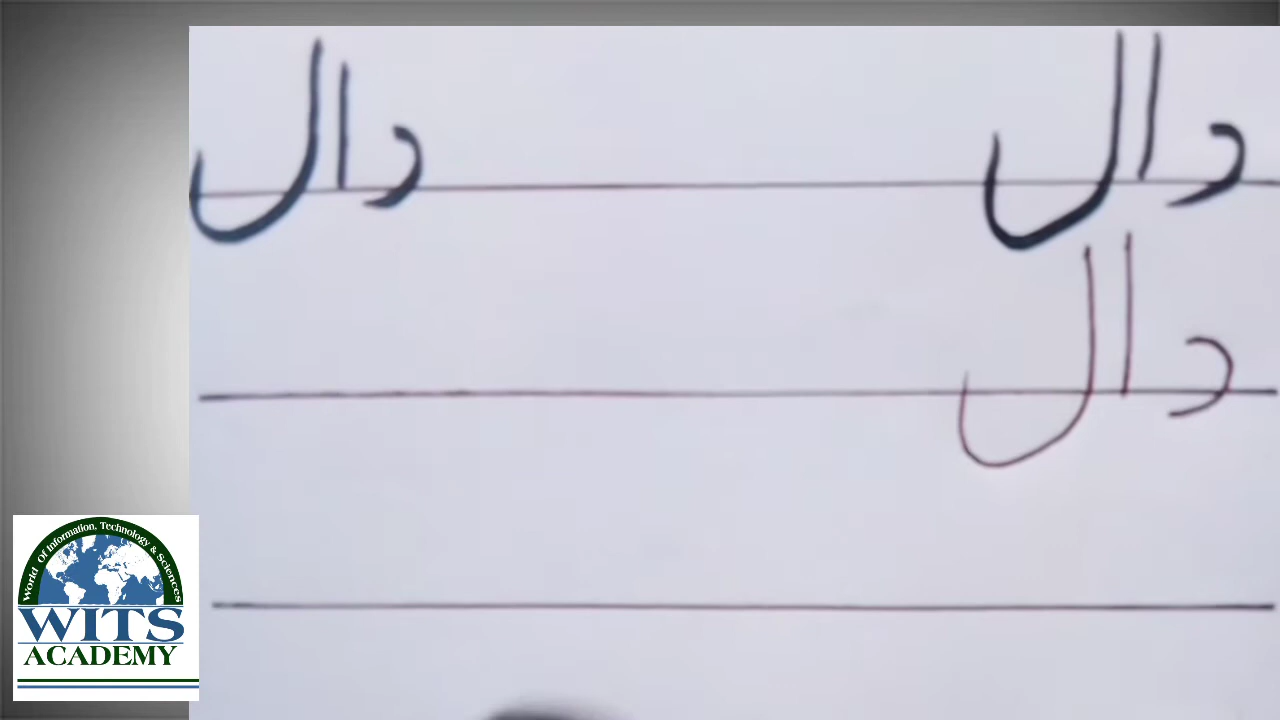 دال دال
دال
World Of Information, Technology & Sciences
WITS
ACADEMY